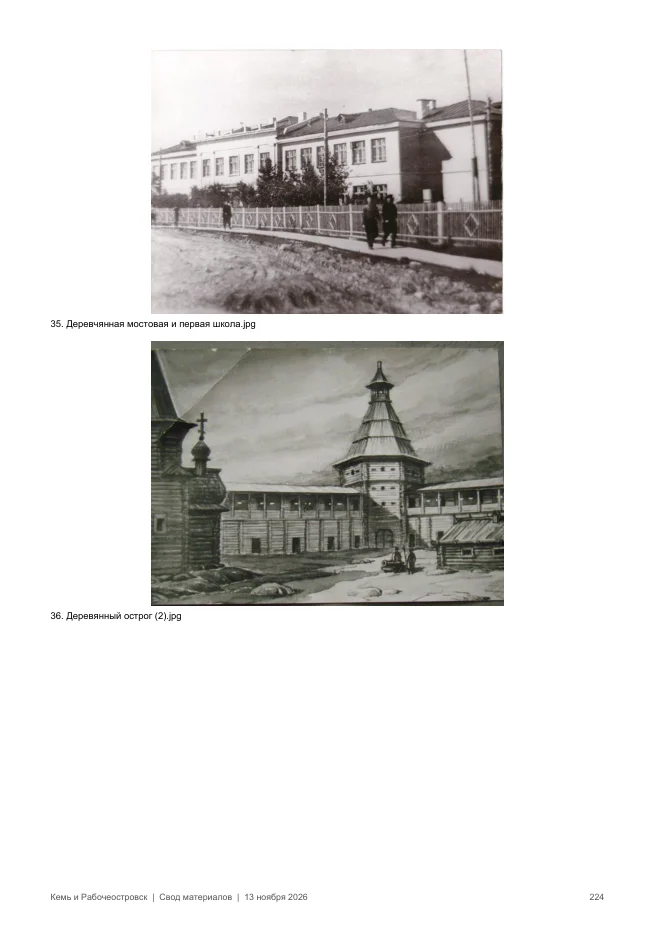 35. Деревчянная мостовая и первая школа.jpg
36. Деревянный острог (2).jpg
Кемь и Рабочеостровск | Свод материалов | 13 ноября 2026
224